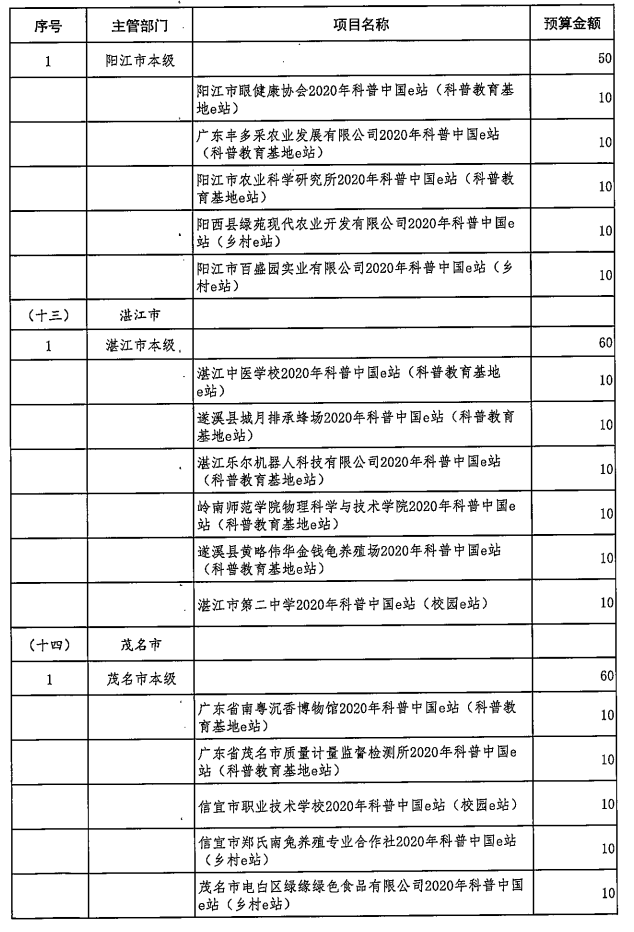 序号 主管部门 项目名称 预算金额
1 阳江市本级 50
阳江市眼健康协会2020年科普中国e站（科普教育基
地e站） 10
广东丰多采农业发展有限公司2020年科普中国e站
（科普教育基地e站） 10
阳江市农业科学研究所2020年科普中国e站（科普教
育基地e站） 10
阳西县绿苑现代农业开发有限公司2020年科普中国e
站（乡村e站） 10
阳江市百盛园实业有限公司2020年科普中国e站（乡
村e站） 10
（十三） 湛江市
1 湛江市本级 60
湛江中医学校2020年科普中国e站（科普教育基地
e站） 10
遂溪县城月排承蜂场2020年科普中国e站（科普教育
基地e站） 10
湛江乐尔机器人科技有限公司2020年科普中国e站
（科普教育基地e站） 10
岭南师范学院物理科学与技术学院2020年科普中国e
站（科普教育基地e站） 10
遂溪县黄略伟华金钱龟养殖场2020年科普中国e站
（科普教育基地e站） 10
湛江市第二中学2020年科普中国e站（校园e站） 10
（十四） 茂名市
1 茂名市本级 60
广东省南粤沉香博物馆2020年科普中国e站（科普教
育基地e站） 10
广东省茂名市质量计量监督检测所2020年科普中国e
站（科普教育基地e站） 10
信宜市职业技术学校2020年科普中国e站（校园e站） 10
信宜市郑氏南兔养殖专业合作社2020年科普中国e站
（乡村e站） 10
茂名市电白区绿缘绿色食品有限公司2020年科普中国
e站（乡村e站） 10